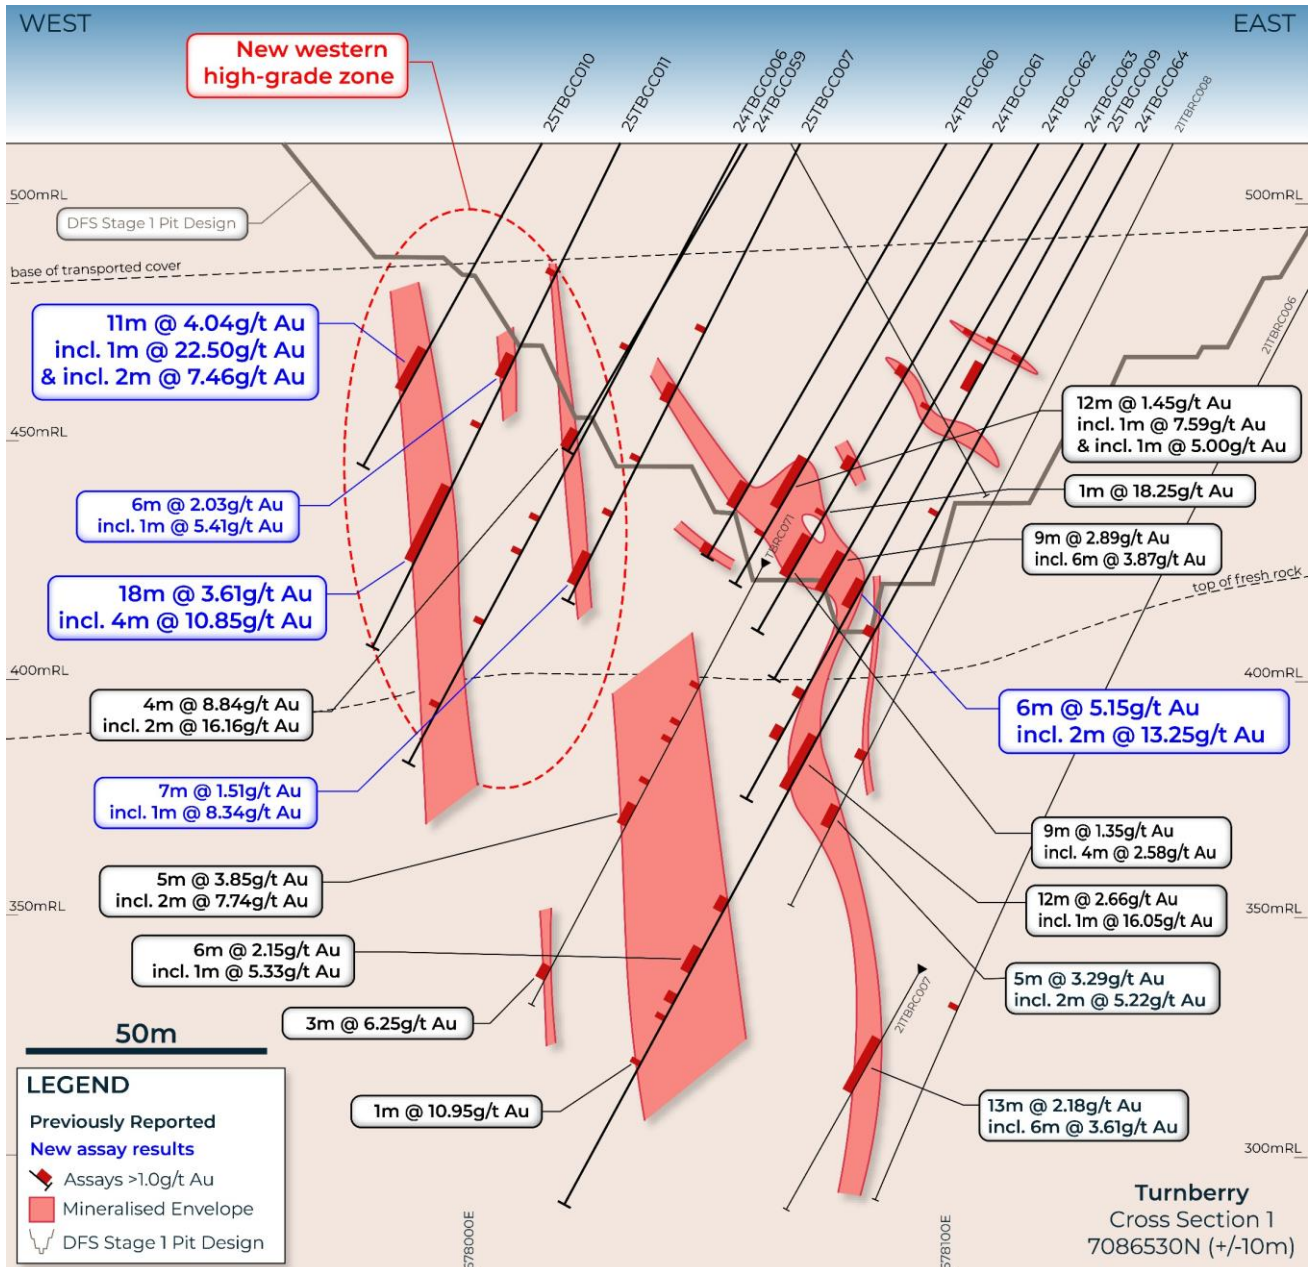 WEST
EAST
New western
high-grade zone
25TBGC010
25TBGC011
24TBGC006
24TBGC059
25TBGC007
24TBGC060
24TBGC061
24TBGC062
24TBGC063
25TBGC009
24TBGC064
21TBRC008
500mRL
500mRL
DFS Stage 1 Pit Design
base of transported cover
21TBRC006
11m @ 4.04g/t Au
incl. 1m @ 22.50g/t Au
& incl. 2m @ 7.46g/t Au
12m @ 1.45g/t Au
incl. 1m @ 7.59g/t Au
& incl. 1m @ 5.00g/t Au
450mRL
450mRL
6m @ 2.03g/t Au
incl. 1m @ 5.41g/t Au
1m @ 18.25g/t Au
9m @ 2.89g/t Au
incl. 6m @ 3.87g/t Au
TBRC071
top of fresh rock
18m @ 3.61g/t Au
incl. 4m @ 10.85g/t Au
400mRL
400mRL
4m @ 8.84g/t Au
incl. 2m @ 16.16g/t Au
6m @ 5.15g/t Au
incl. 2m @ 13.25g/t Au
7m @ 1.51g/t Au
incl. 1m @ 8.34g/t Au
9m @ 1.35g/t Au
incl. 4m @ 2.58g/t Au
5m @ 3.85g/t Au
incl. 2m @ 7.74g/t Au
12m @ 2.66g/t Au
incl. 1m @ 16.05g/t Au
350mRL
350mRL
6m @ 2.15g/t Au
incl. 1m @ 5.33g/t Au
5m @ 3.29g/t Au
incl. 2m @ 5.22g/t Au
21TBRC007
3m @ 6.25g/t Au
50m
1m @ 10.95g/t Au
13m @ 2.18g/t Au
incl. 6m @ 3.61g/t Au
300mRL
LEGEND
Previously Reported
New assay results
Assays >1.0g/t Au
Mineralised Envelope
DFS Stage 1 Pit Design
678000E
678100E
Turnberry
Cross Section 1
7086530N (+/-10m)